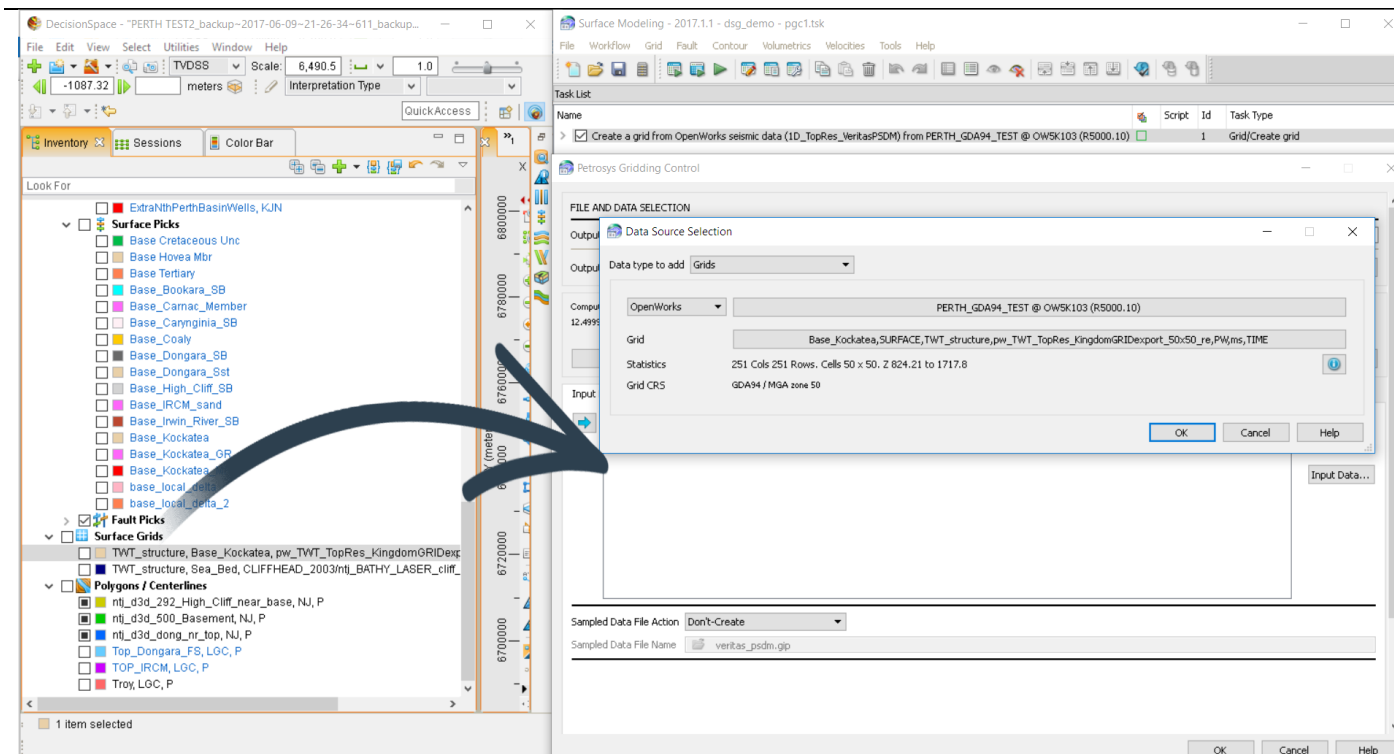 DecisionSpace - "PERTH TEST2_backup~2017-06-09~21-26-34~611_backup...
File Edit View Select Utilities Window Help
TVDSS Scale: 6,490.5 1.0
-1087.32 meters Interpretation Type
QuickAccess
Inventory Sessions Color Bar
Look For
ExtraNthPerthBasinWells, KJN
Surface Picks
Base Cretaceous Unc
Base Hovea Mbr
Base Tertiary
Base_Bookara_SB
Base_Carnac_Member
Base_Carynginia_SB
Base_Coaly
Base_Dongara_SB
Base_Dongara_Sst
Base_High_Cliff_SB
Base_IRCM_sand
Base_Irwin_River_SB
Base_Kockatea
Base_Kockatea_GR
Base_Kockatea
base_local_delta
base_local_delta_2
Fault Picks
Surface Grids
TWT_structure, Base_Kockatea, pw_TWT_TopRes_KingdomGRIDexp
TWT_structure, Sea_Bed, CLIFFHEAD_2003/ntj_BATHY_LASER_cliff_
Polygons / Centerlines
ntj_d3d_292_High_Cliff_near_base, NJ, P
ntj_d3d_500_Basement, NJ, P
ntj_d3d_dong_nr_top, NJ, P
Top_Dongara_FS, LGC, P
TOP_IRCM, LGC, P
Troy, LGC, P
1 item selected
6800000
6780000
6720000
6700000
Surface Modeling - 2017.1.1 - dsg_demo - pgc1.tsk
File Workflow Grid Fault Contour Volumetrics Velocities Tools Help
Task List
Name Script Id Task Type
Create a grid from OpenWorks seismic data (1D_TopRes_VeritasPSDM) from PERTH_GDA94_TEST @ OW5K103 (R5000.10) 1 Grid/Create grid
Petrosys Gridding Control
FILE AND DATA SELECTION
Data Source Selection
Data type to add Grids
OpenWorks PERTH_GDA94_TEST @ OW5K103 (R5000.10)
Grid Base_Kockatea,SURFACE,TWT_structure,pw_TWT_TopRes_KingdomGRIDexport_50x50_re,PW,ms,TIME
Statistics 251 Cols 251 Rows. Cells 50 x 50. Z 824.21 to 1717.8
Grid CRS GDA94 / MGA zone 50
OK Cancel Help
Input
Input Data...
Sampled Data File Action Don't-Create
Sampled Data File Name veritas_psdm.gip
OK Cancel Help